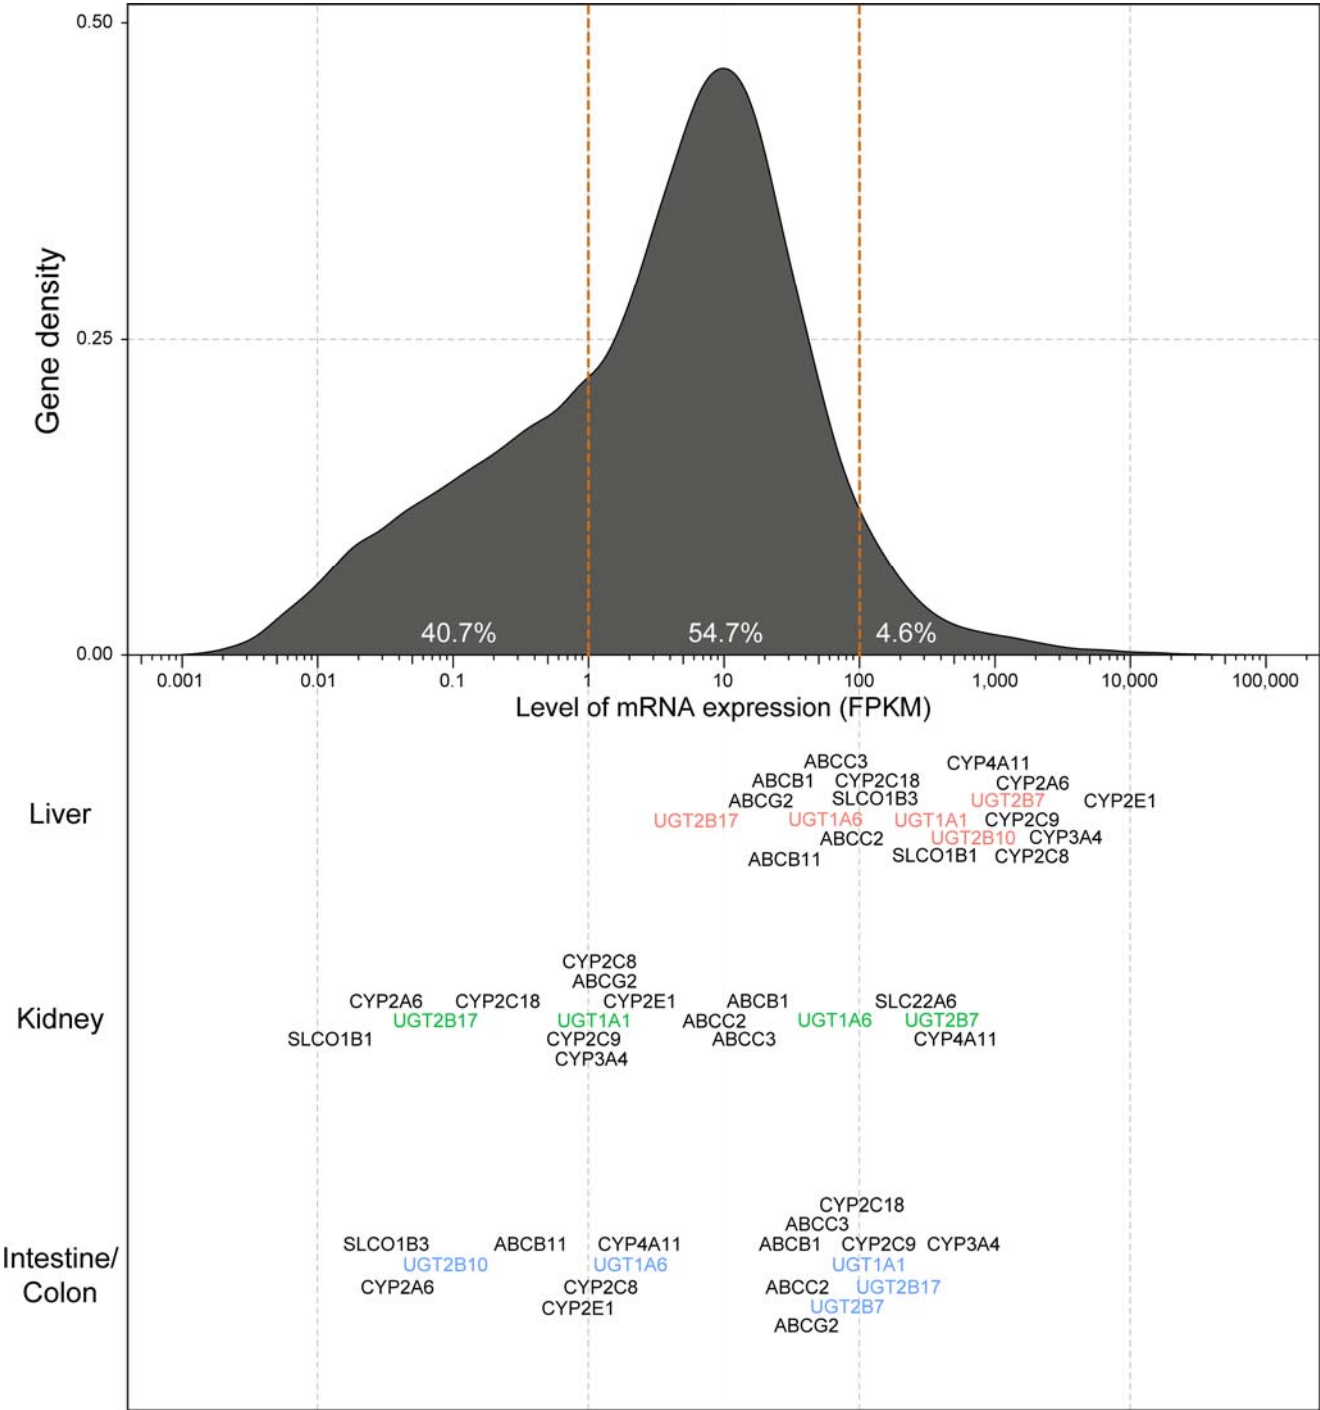 0.50
0.25
0.00
Gene density
40.7%
54.7%
4.6%
0.001
0.01
0.1
1
10
100
1,000
10,000
100,000
Level of mRNA expression (FPKM)
Liver
ABCC3
CYP4A11
ABCB1
CYP2C18
CYP2A6
ABCG2
SLCO1B3
UGT2B7
CYP2E1
UGT2B17
UGT1A6
UGT1A1
CYP2C9
ABCC2
UGT2B10
CYP3A4
ABCB11
SLCO1B1
CYP2C8
Kidney
CYP2C8
ABCG2
CYP2A6
CYP2C18
CYP2E1
ABCB1
SLC22A6
UGT2B17
UGT1A1
ABCC2
UGT1A6
UGT2B7
SLCO1B1
CYP2C9
ABCC3
CYP4A11
CYP3A4
Intestine/
Colon
CYP2C18
ABCC3
SLCO1B3
ABCB11
CYP4A11
ABCB1
CYP2C9
CYP3A4
UGT2B10
UGT1A6
UGT1A1
CYP2A6
CYP2C8
ABCC2
UGT2B17
CYP2E1
UGT2B7
ABCG2